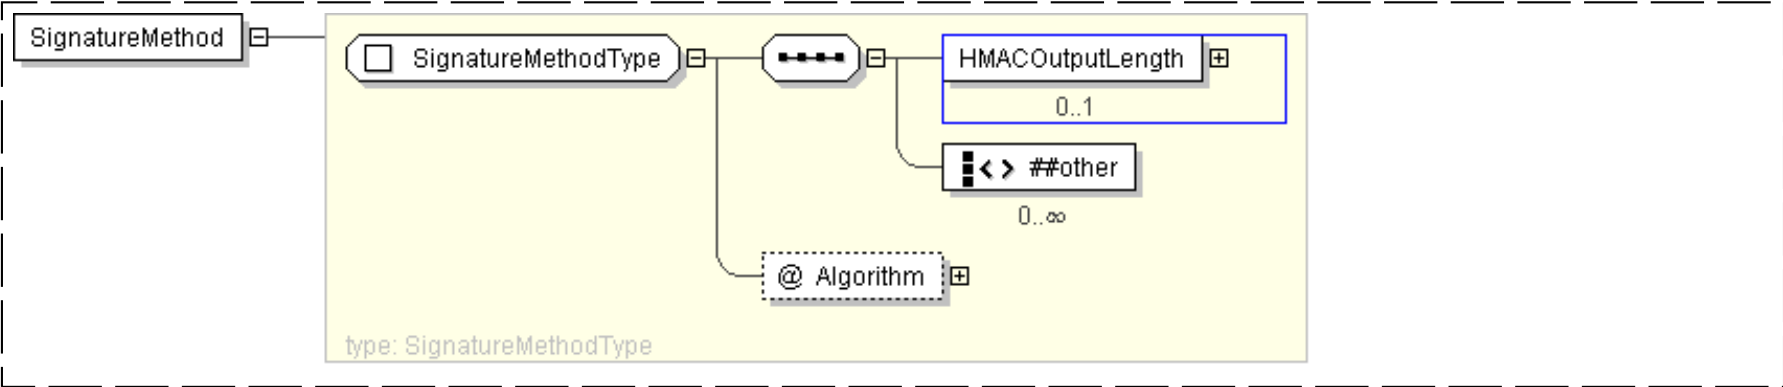 SignatureMethod
SignatureMethodType
HMACOutputLength
0..1
##other
0..∞
@ Algorithm
type: SignatureMethodType